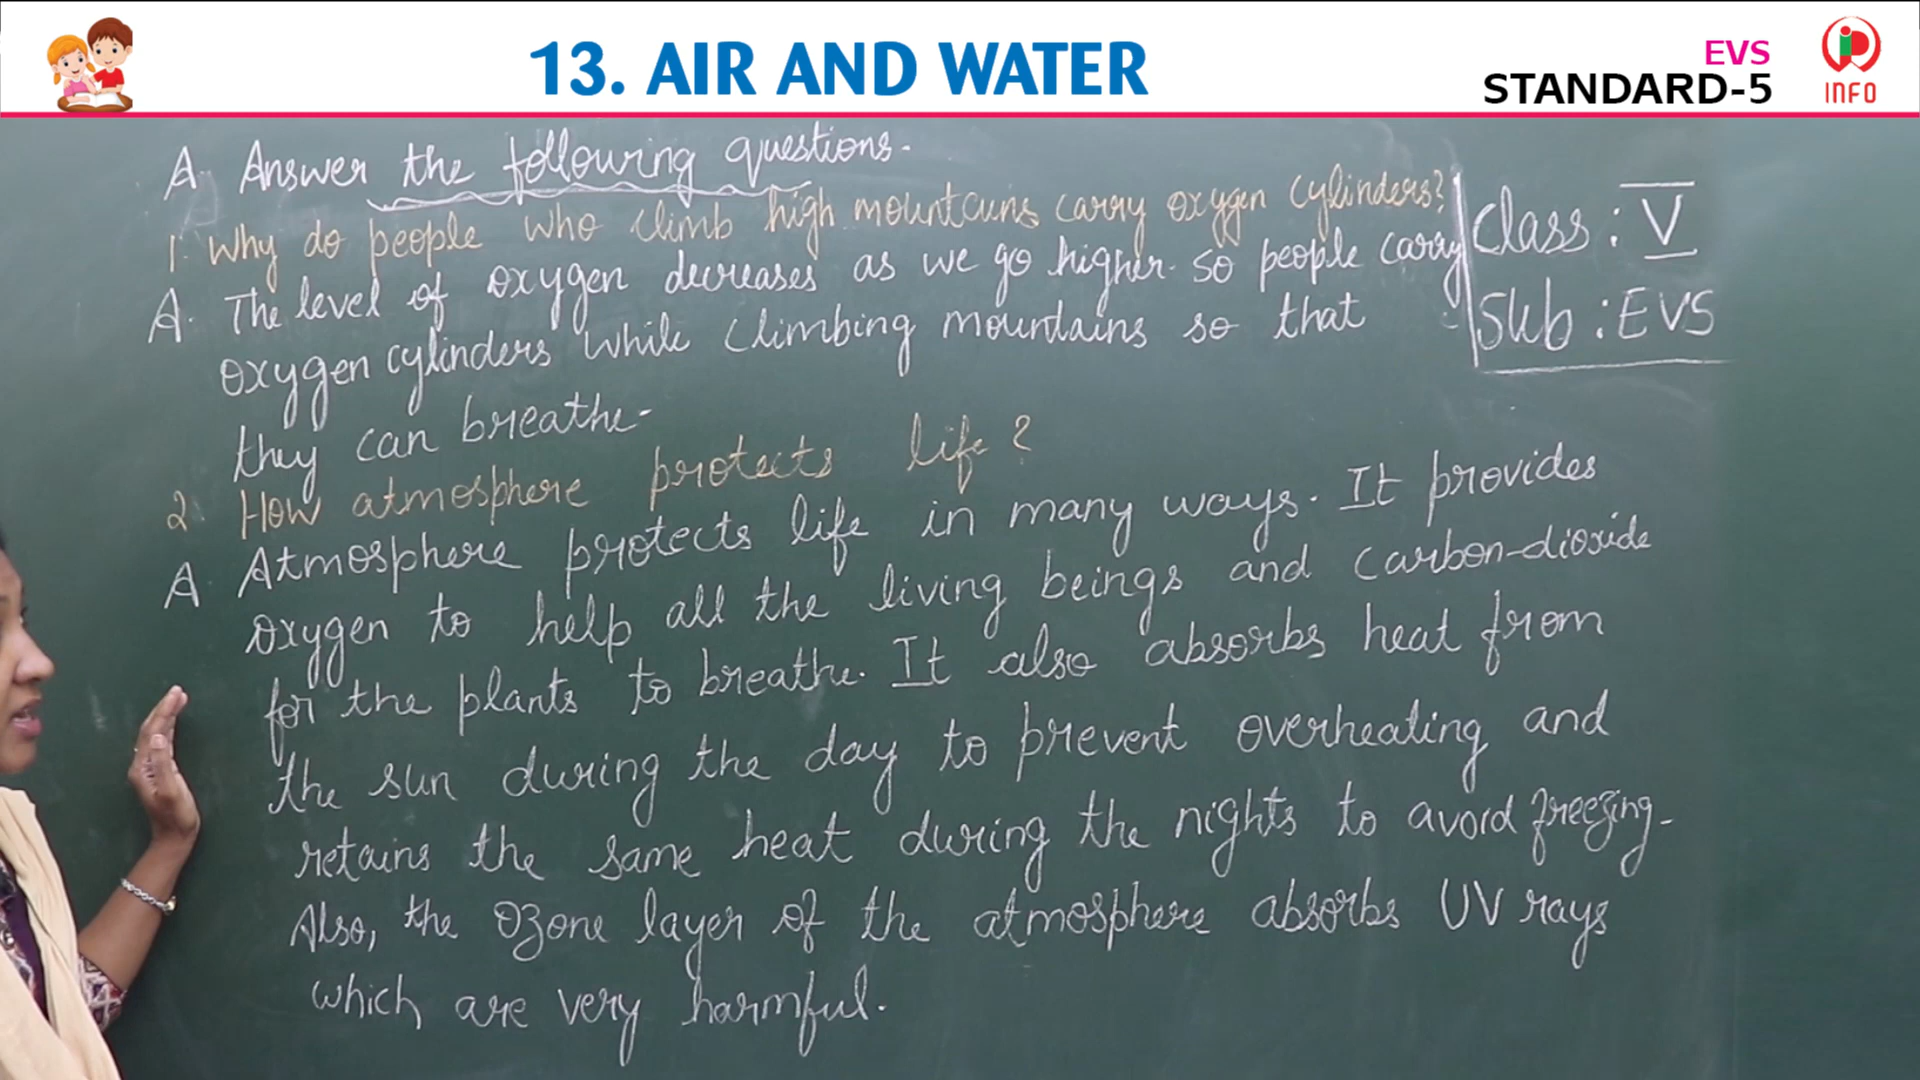 13. AIR AND WATER
EVS
STANDARD-5
INFO
A. Answer the following questions.
1. Why do people who climb high mountains carry oxygen cylinders?
A. The level of oxygen decreases as we go higher. so people carry
oxygen cylinders while climbing mountains so that
they can breathe.
Class : V
Sub : EVS
2. How atmosphere protects life?
A Atmosphere protects life in many ways. It provides
oxygen to help all the living beings and carbon-dioxide
for the plants to breathe. It also absorbs heat from
the sun during the day to prevent overheating and
retains the same heat during the nights to avoid freezing.
Also, the ozone layer of the atmosphere absorbs UV rays
which are very harmful.